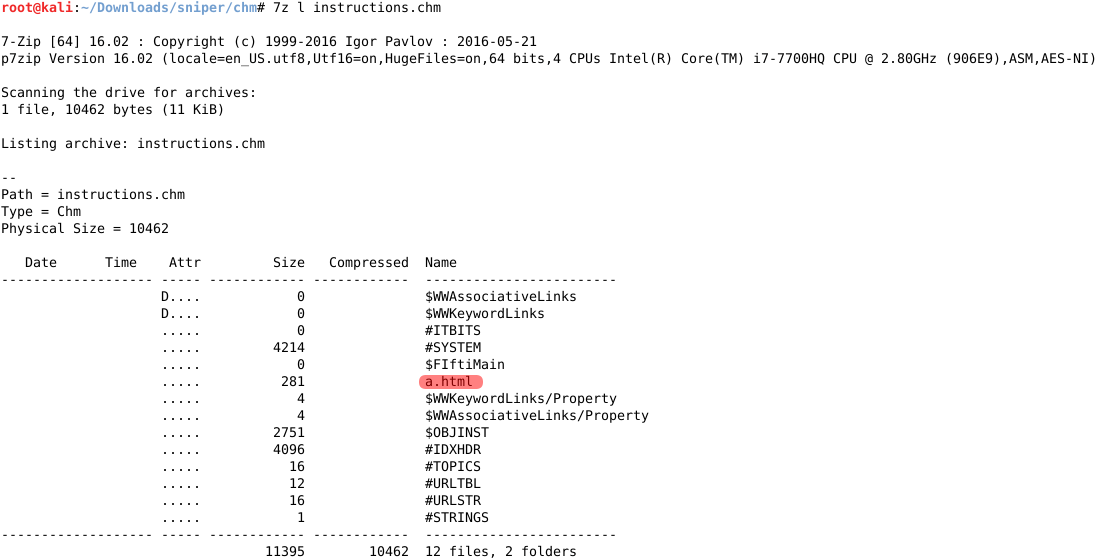 root@kali:~/Downloads/sniper/chm# 7z l instructions.chm
7-Zip [64] 16.02 : Copyright (c) 1999-2016 Igor Pavlov : 2016-05-21
p7zip Version 16.02 (locale=en_US.utf8,Utf16=on,HugeFiles=on,64 bits,4 CPUs Intel(R) Core(TM) i7-7700HQ CPU @ 2.80GHz (906E9),ASM,AES-NI)
Scanning the drive for archives:
1 file, 10462 bytes (11 KiB)
Listing archive: instructions.chm
--
Path = instructions.chm
Type = Chm
Physical Size = 10462
   Date      Time    Attr         Size   Compressed  Name
------------------- ----- ------------ ------------  ------------------------
                    D....            0               $WWAssociativeLinks
                    D....            0               $WWKeywordLinks
                    .....            0               #ITBITS
                    .....         4214               #SYSTEM
                    .....            0               $FIftiMain
                    .....          281               a.html
                    .....            4               $WWKeywordLinks/Property
                    .....            4               $WWAssociativeLinks/Property
                    .....         2751               $OBJINST
                    .....         4096               #IDXHDR
                    .....           16               #TOPICS
                    .....           12               #URLTBL
                    .....           16               #URLSTR
                    .....            1               #STRINGS
------------------- ----- ------------ ------------  ------------------------
                                 11395        10462  12 files, 2 folders